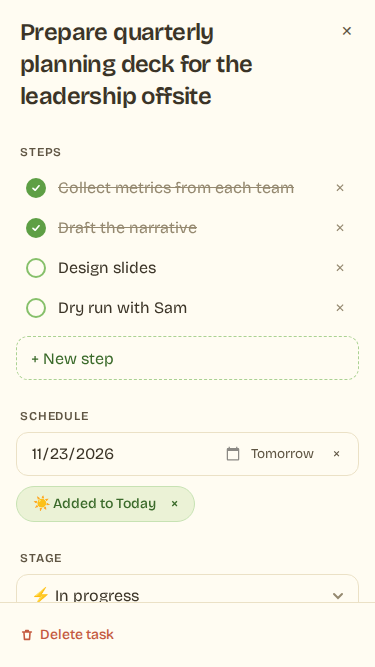 Prepare quarterly
planning deck for the
leadership offsite
×
STEPS
Collect metrics from each team ×
Draft the narrative ×
Design slides ×
Dry run with Sam ×
+ New step
SCHEDULE
11/23/2026 Tomorrow ×
☀️ Added to Today ×
STAGE
⚡ In progress
Delete task